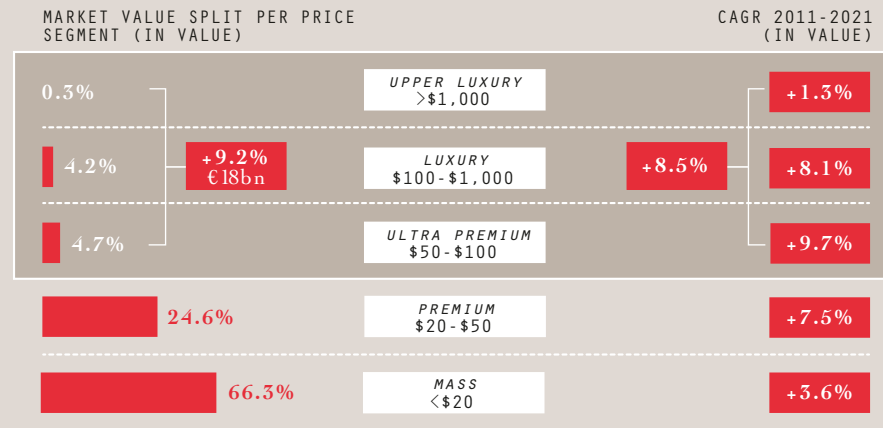 MARKET VALUE SPLIT PER PRICE
SEGMENT (IN VALUE)
CAGR 2011-2021
(IN VALUE)
0.3%
UPPER LUXURY
>$1,000
+1.3%
4.2%
+9.2%
€18bn
LUXURY
$100-$1,000
+8.5%
+8.1%
4.7%
ULTRA PREMIUM
$50-$100
+9.7%
24.6%
PREMIUM
$20-$50
+7.5%
66.3%
MASS
<$20
+3.6%